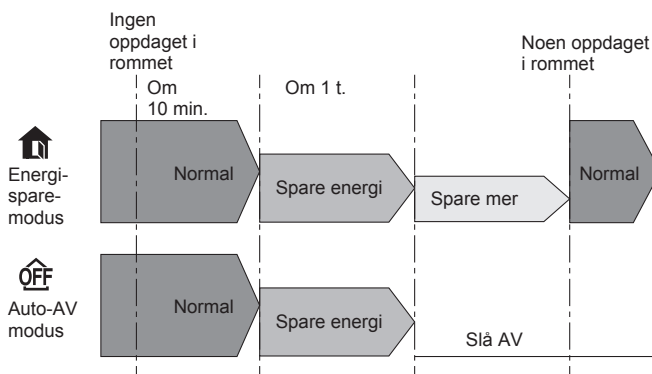 Ingen
oppdaget i
rommet
Noen oppdaget
i rommet
Om
10 min.
Om 1 t.
Energi-
spare-
modus
Normal
Spare energi
Spare mer
Normal
OFF
Auto-AV
modus
Normal
Spare energi
Slå AV